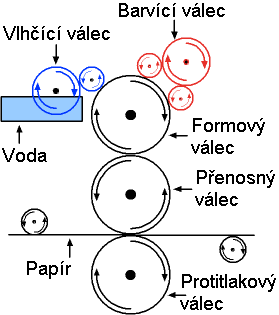 Barvící válec
Vlhčící válec
Formový
válec
Voda
Přenosný
válec
Papír
Protitlakový
válec